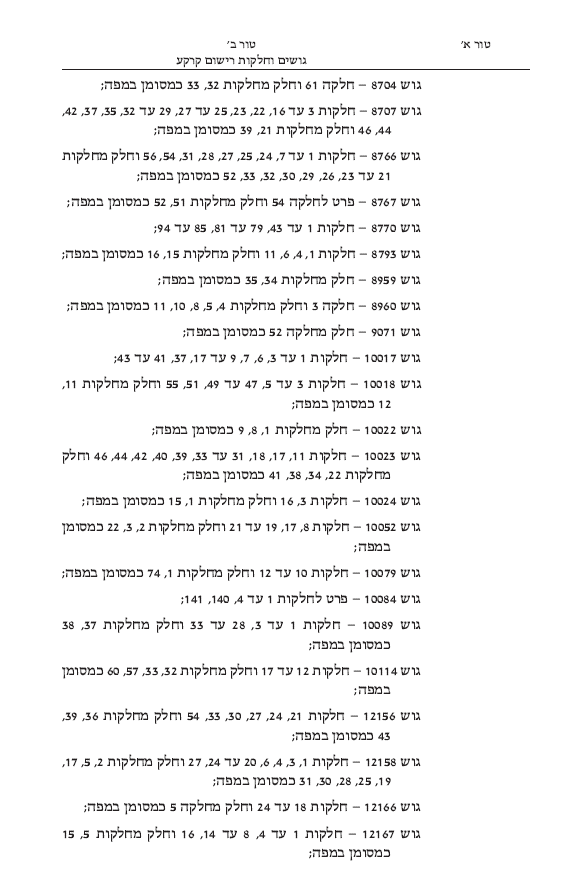 טור א׳ טור ב׳
גושים וחלקות רישום קרקע
גוש 8704 – חלקה 61 וחלק מחלקות 32, 33 כמסומן במפה;
גוש 8707 – חלקות 3 עד 16, 22, 23, 25 עד 27, 29 עד 32, 35, 37, 42,
44, 46 וחלק מחלקות 21, 39 כמסומן במפה;
גוש 8766 – חלקות 1 עד 7, 24, 25, 27, 28, 31, 54, 56 וחלק מחלקות
21 עד 23, 26, 29, 30, 32, 33, 52 כמסומן במפה;
גוש 8767 – פרט לחלקה 54 וחלק מחלקות 51, 52 כמסומן במפה;
גוש 8770 – חלקות 1 עד 43, 79 עד 81, 85 עד 94;
גוש 8793 – חלקות 1, 4, 6, 11 וחלק מחלקות 15, 16 כמסומן במפה;
גוש 8959 – חלק מחלקות 34, 35 כמסומן במפה;
גוש 8960 – חלקה 3 וחלק מחלקות 4, 5, 8, 10, 11 כמסומן במפה;
גוש 9071 – חלק מחלקה 52 כמסומן במפה;
גוש 10017 – חלקות 1 עד 3, 6, 7, 9 עד 17, 37, 41 עד 43;
גוש 10018 – חלקות 3 עד 5, 47 עד 49, 51, 55 וחלק מחלקות 11,
12 כמסומן במפה;
גוש 10022 – חלק מחלקות 1, 8, 9 כמסומן במפה;
גוש 10023 – חלקות 11, 17, 18, 31 עד 33, 39, 40, 42, 44, 46 וחלק
מחלקות 22, 34, 38, 41 כמסומן במפה;
גוש 10024 – חלקות 3, 16 וחלק מחלקות 1, 15 כמסומן במפה;
גוש 10052 – חלקות 8, 17, 19 עד 21 וחלק מחלקות 2, 3, 22 כמסומן
במפה;
גוש 10079 – חלקות 10 עד 12 וחלק מחלקות 1, 74 כמסומן במפה;
גוש 10084 – פרט לחלקות 1 עד 4, 140, 141;
גוש 10089 – חלקות 1 עד 3, 28 עד 33 וחלק מחלקות 37, 38
כמסומן במפה;
גוש 10114 – חלקות 12 עד 17 וחלק מחלקות 32, 33, 57, 60 כמסומן
במפה;
גוש 12156 – חלקות 21, 24, 27, 30, 33, 54 וחלק מחלקות 36, 39,
43 כמסומן במפה;
גוש 12158 – חלקות 1, 3, 4, 6, 20 עד 24, 27 וחלק מחלקות 2, 5, 17,
19, 25, 28, 30, 31 כמסומן במפה;
גוש 12166 – חלקות 18 עד 24 וחלק מחלקה 5 כמסומן במפה;
גוש 12167 – חלקות 1 עד 4, 8 עד 14, 16 וחלק מחלקות 5, 15
כמסומן במפה;